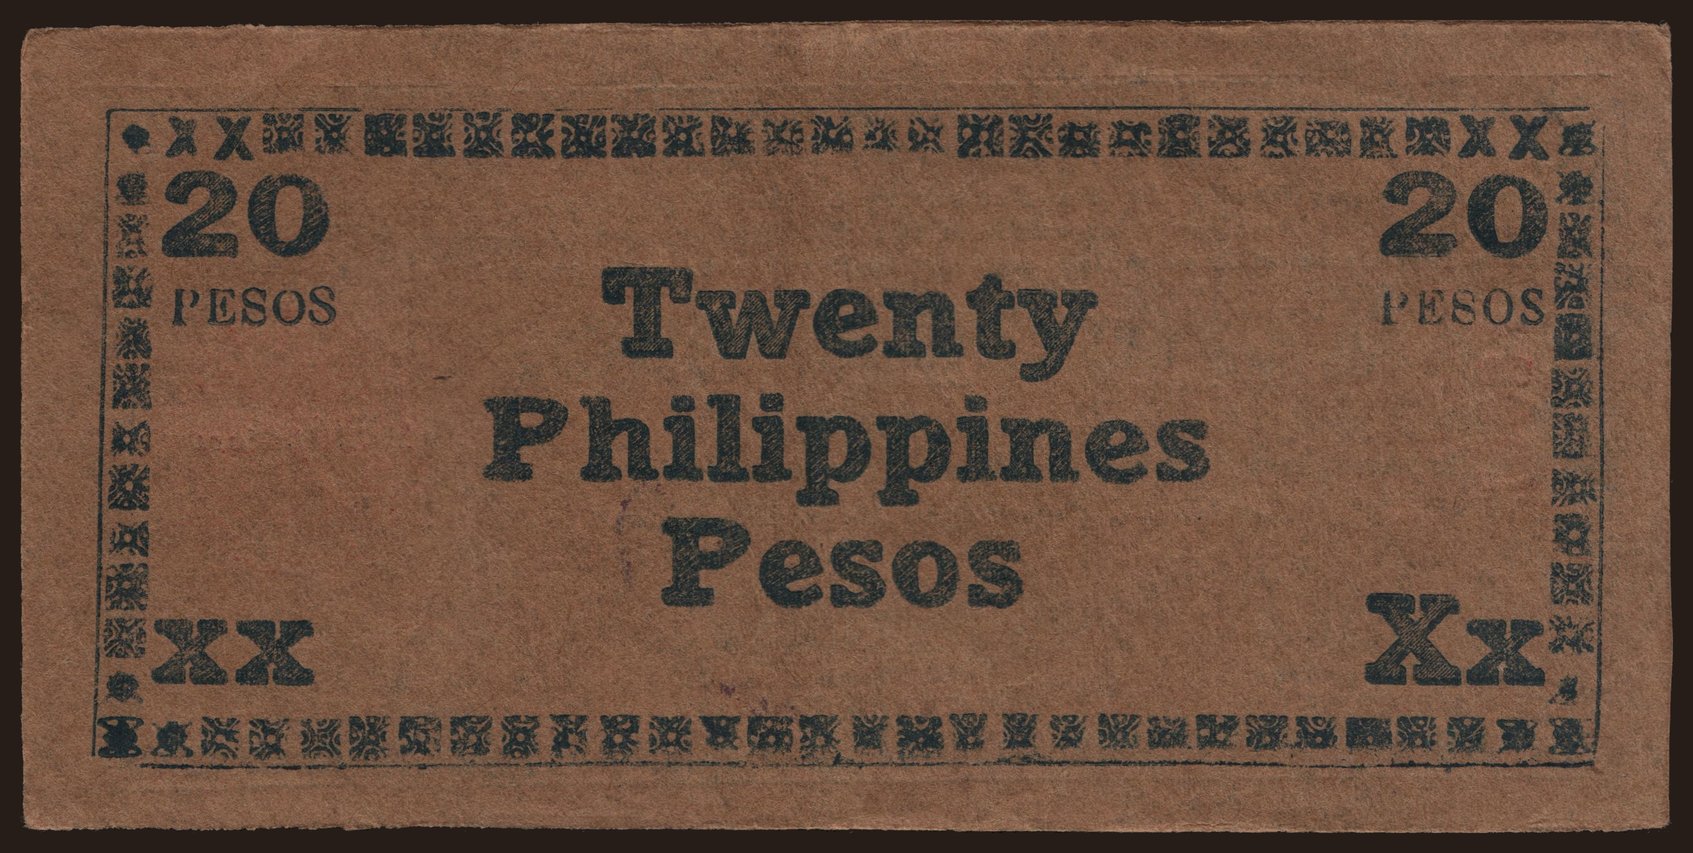 X X X X
20 20
PESOS PESOS
Twenty
Philippines
Pesos
xx Xx